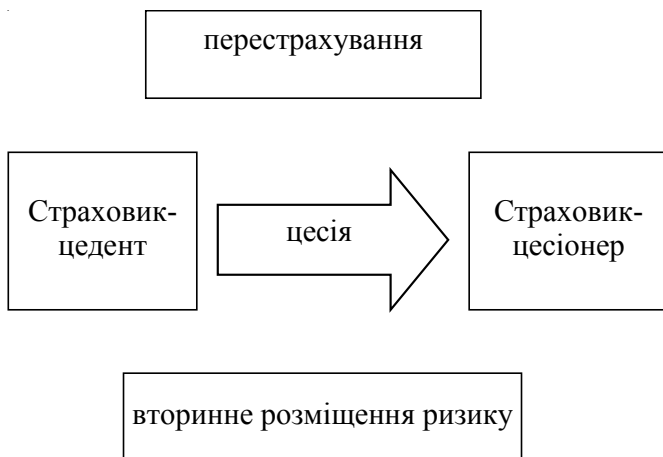 перестрахування
Страховик-
цедент
цесія
Страховик-
цесіонер
вторинне розміщення ризику